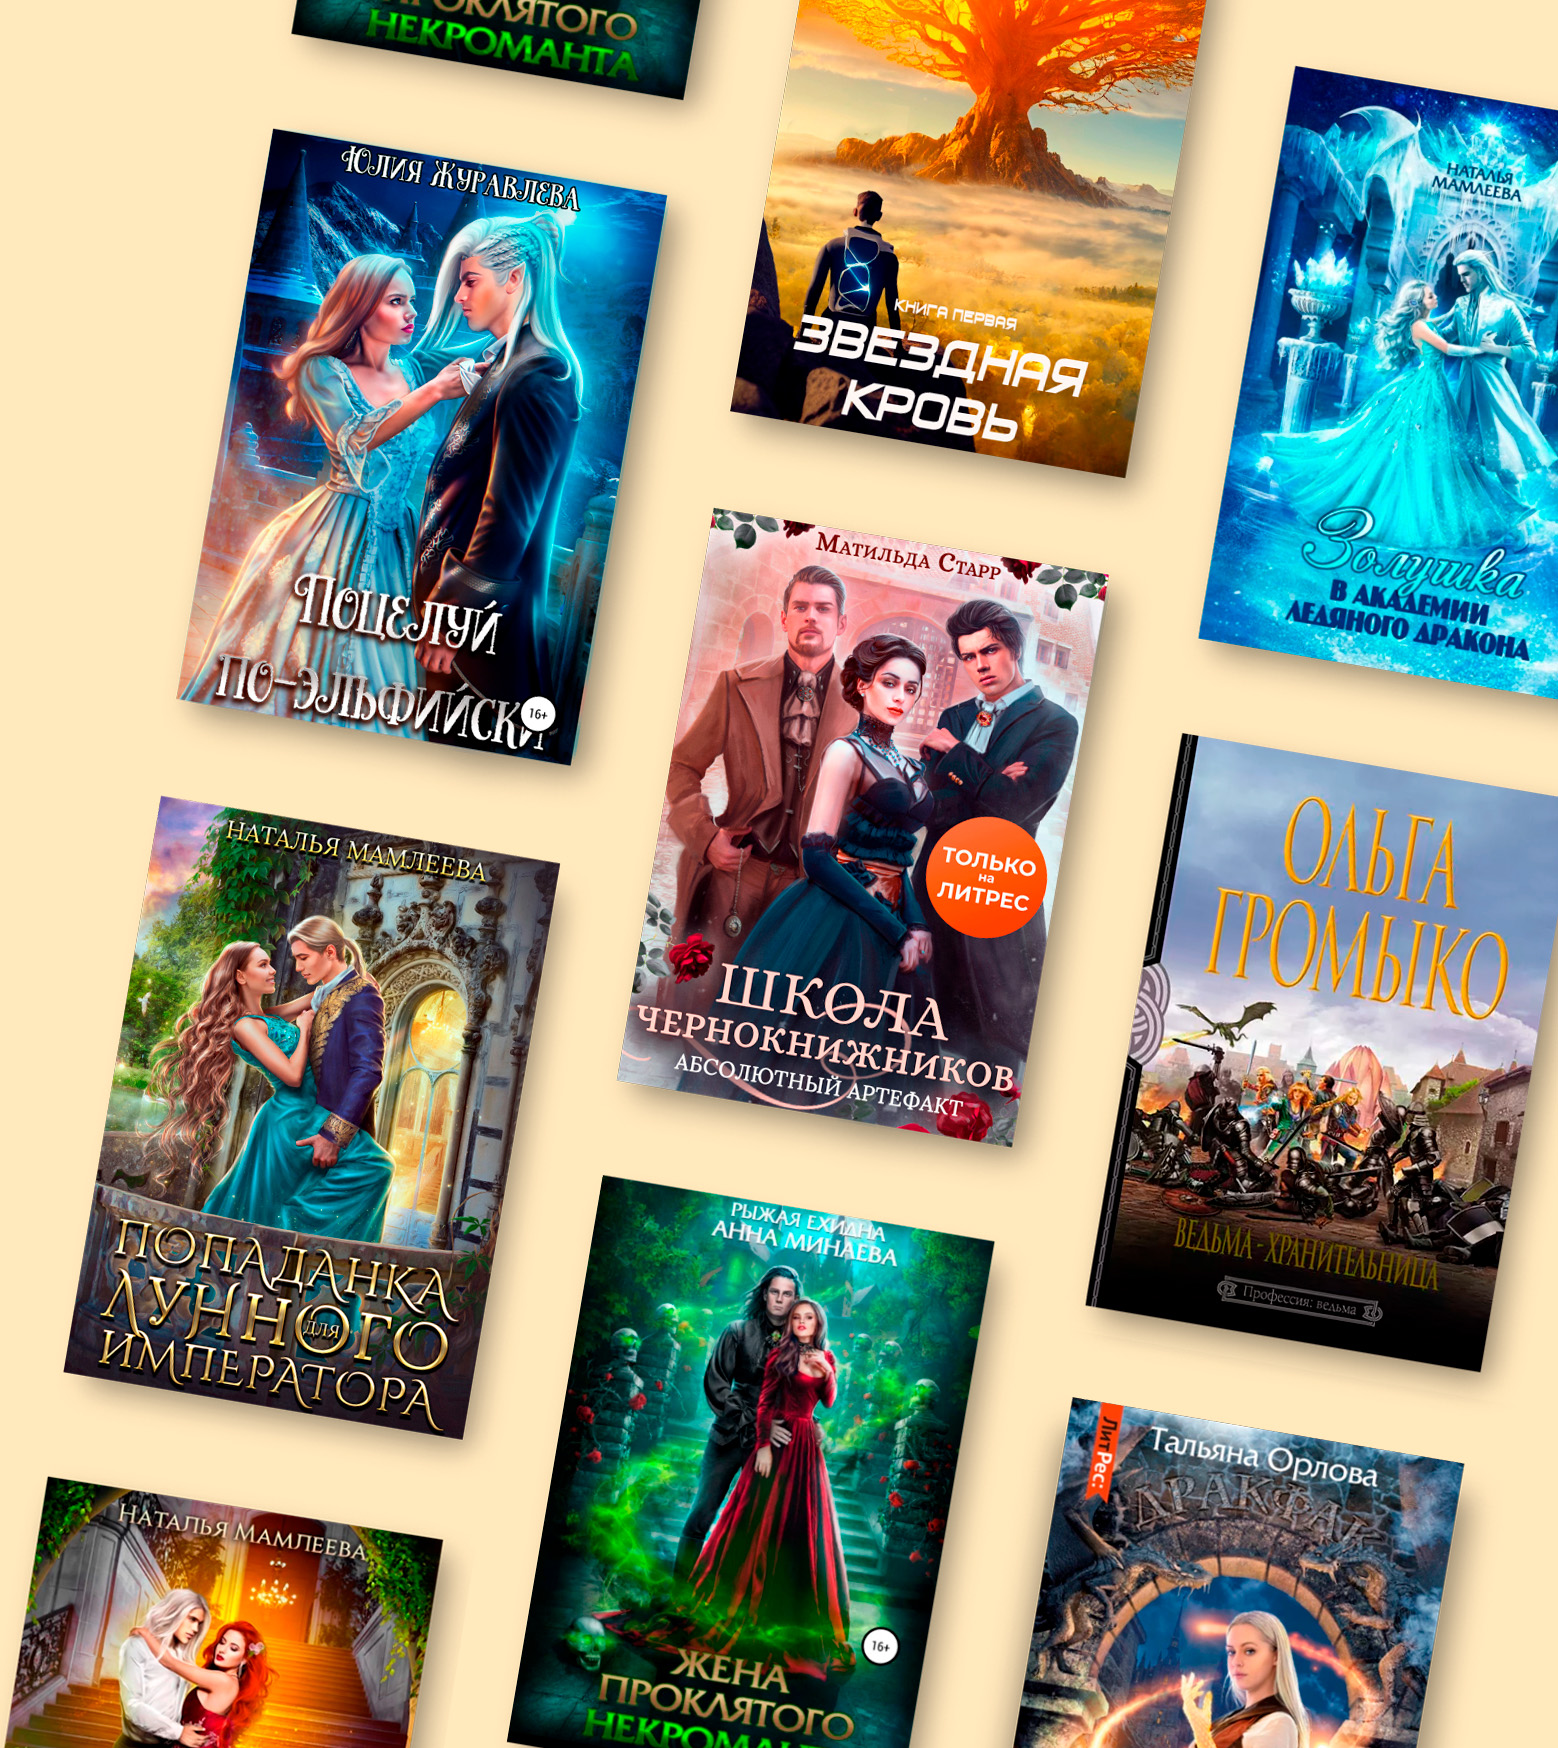 ПРОКЛЯТОГО
НЕКРОМАНТА
ЮЛИЯ ЖУРАВЛЕВА
ПОЦЕЛУЙ
ПО-ЭЛЬФИЙСКИ
16+
КНИГА ПЕРВАЯ
ЗВЕЗДНАЯ
КРОВЬ
НАТАЛЬЯ
МАМЛЕЕВА
Золушка
В АКАДЕМИИ
ЛЕДЯНОГО ДРАКОНА
МАТИЛЬДА СТАРР
ТОЛЬКО
на
ЛИТРЕС
ШКОЛА
ЧЕРНОКНИЖНИКОВ
АБСОЛЮТНЫЙ АРТЕФАКТ
НАТАЛЬЯ МАМЛЕЕВА
ПОПАДАНКА
ДЛЯ
ЛУННОГО
ИМПЕРАТОРА
ОЛЬГА
ГРОМЫКО
ВЕДЬМА-ХРАНИТЕЛЬНИЦА
Профессия: ведьма
РЫЖАЯ ЕХИДНА
АННА МИНАЕВА
16+
ЖЕНА
ПРОКЛЯТОГО
НЕКРОМАНТА
НАТАЛЬЯ МАМЛЕЕВА
ЛитРес:
Тальяна Орлова
ДРАКФАК